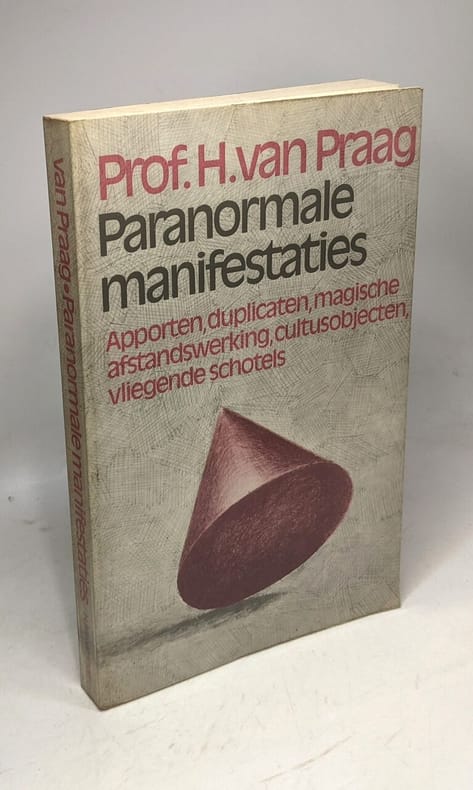 Prof. H. van Praag
Paranormale
manifestaties
Apporten, duplicaten, magische
afstandswerking, cultusobjecten,
vliegende schotels
van Praag • Paranormale manifestaties